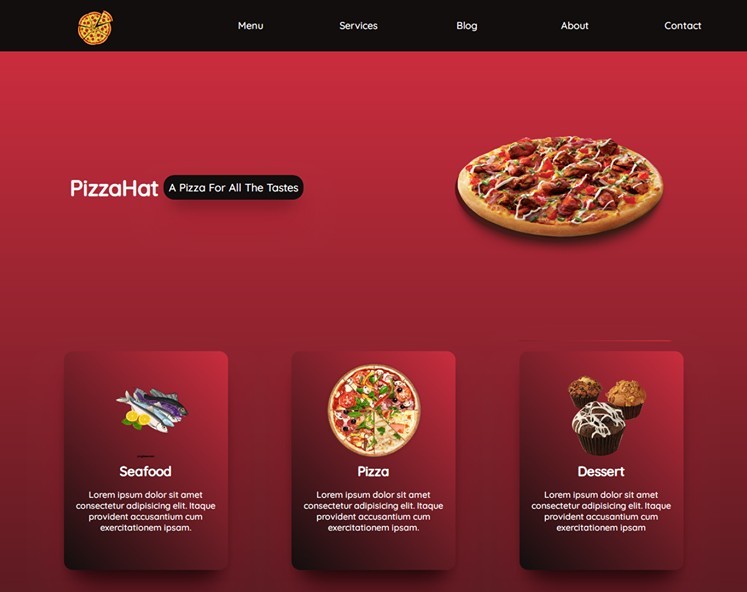 Menu Services Blog About Contact
PizzaHat A Pizza For All The Tastes
Seafood
Lorem ipsum dolor sit amet
consectetur adipisicing elit. Itaque
provident accusantium cum
exercitationem ipsam.
Pizza
Lorem ipsum dolor sit amet
consectetur adipisicing elit. Itaque
provident accusantium cum
exercitationem ipsam.
Dessert
Lorem ipsum dolor sit amet
consectetur adipisicing elit. Itaque
provident accusantium cum
exercitationem ipsam